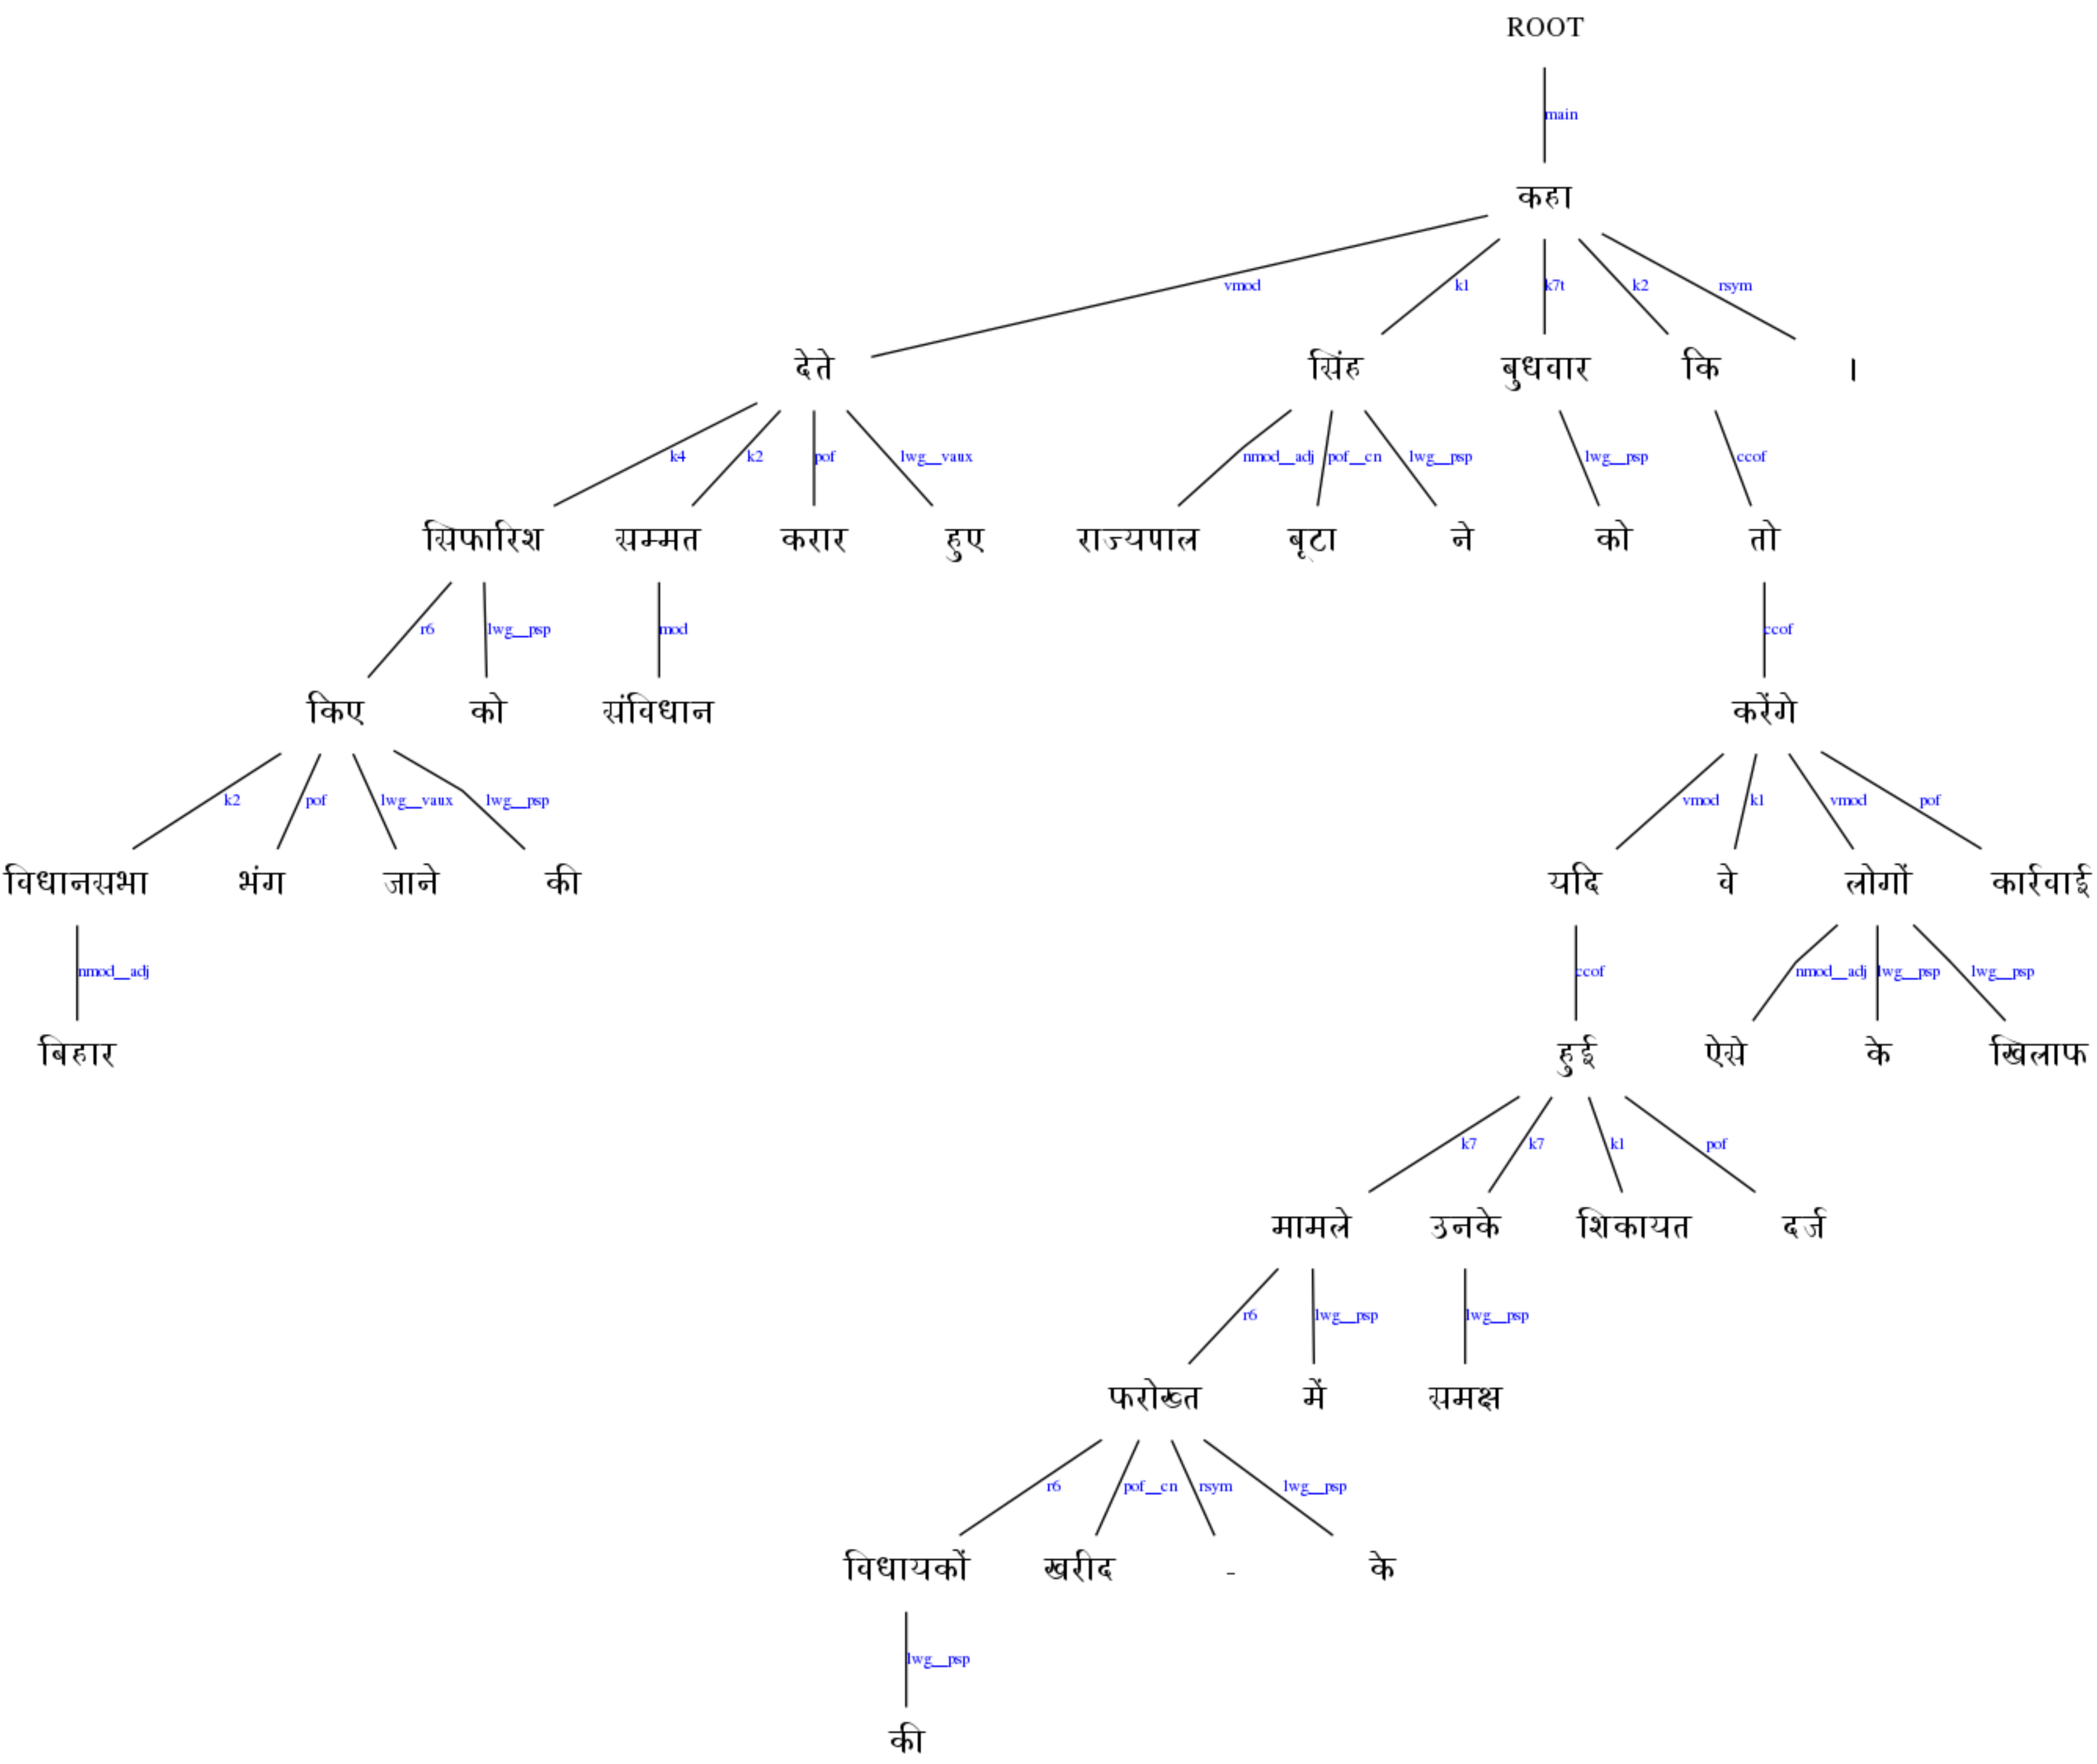 ROOT
main
कहा
vmod k1 k7t k2 rsym
देते सिंह बुधवार कि ।
k4 k2 pof lwg__vaux nmod__adj pof__cn lwg__psp lwg__psp ccof
सिफारिश सम्मत करार हुए राज्यपाल बूटा ने को तो
r6 lwg__psp mod ccof
किए को संविधान करेंगे
k2 pof lwg__vaux lwg__psp vmod k1 vmod pof
विधानसभा भंग जाने की यदि वे लोगों कार्रवाई
nmod__adj ccof nmod__adj lwg__psp lwg__psp
बिहार हुई ऐसे के खिलाफ
k7 k7 k1 pof
मामले उनके शिकायत दर्ज
r6 lwg__psp lwg__psp
फरोख्त में समक्ष
r6 pof__cn rsym lwg__psp
विधायकों खरीद - के
lwg__psp
की